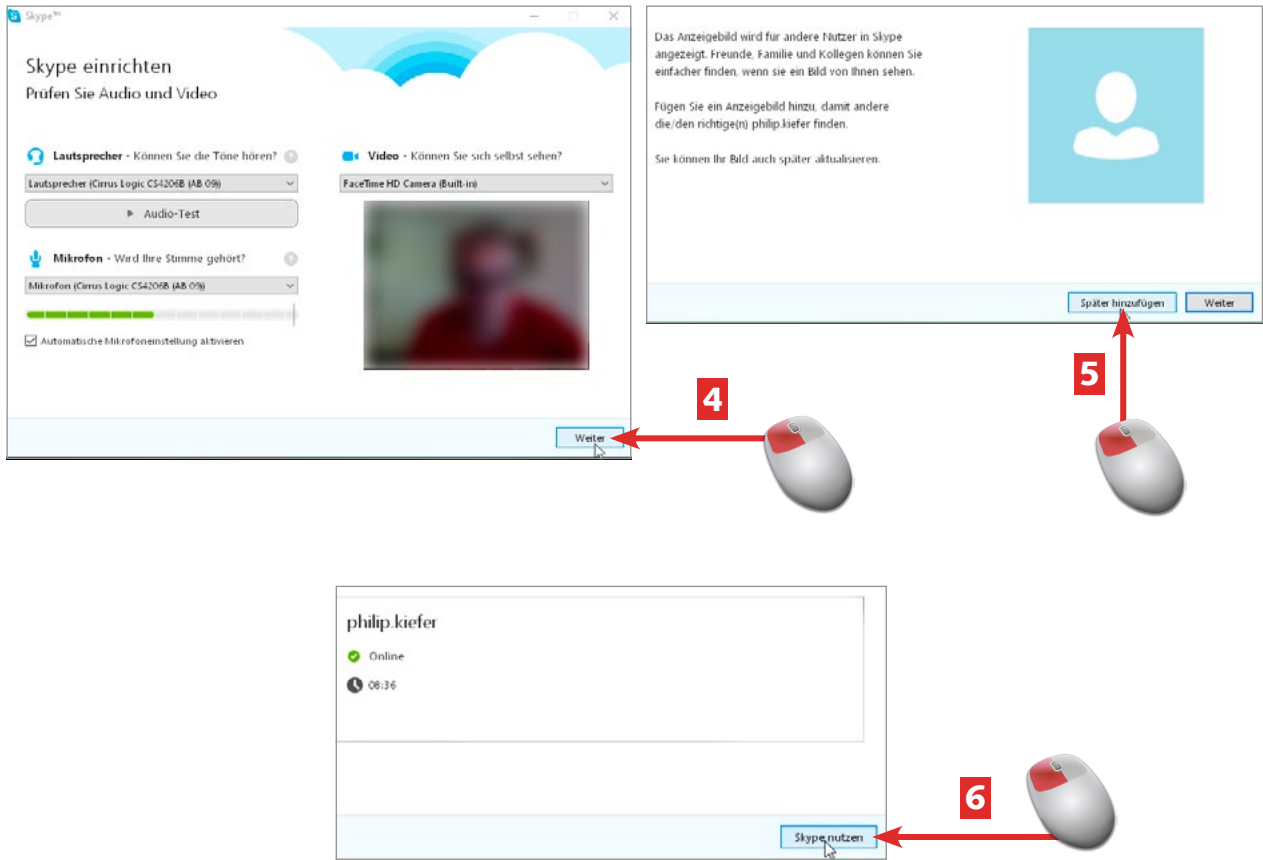 Skype™
Skype einrichten
Prüfen Sie Audio und Video
Lautsprecher - Können Sie die Töne hören?
Lautsprecher (Cirrus Logic CS4206B (AB 09))
Audio-Test
Mikrofon - Wird Ihre Stimme gehört?
Mikrofon (Cirrus Logic CS4206B (AB 09))
Automatische Mikrofoneinstellung aktivieren
Video - Können Sie sich selbst sehen?
FaceTime HD Camera (Built-in)
Weiter
4
Das Anzeigebild wird für andere Nutzer in Skype
angezeigt. Freunde, Familie und Kollegen können Sie
einfacher finden, wenn sie ein Bild von Ihnen sehen.
Fügen Sie ein Anzeigebild hinzu, damit andere
die/den richtige(n) philip.kiefer finden.
Sie können Ihr Bild auch später aktualisieren.
Später hinzufügen
Weiter
5
philip.kiefer
Online
08:36
Skype nutzen
6